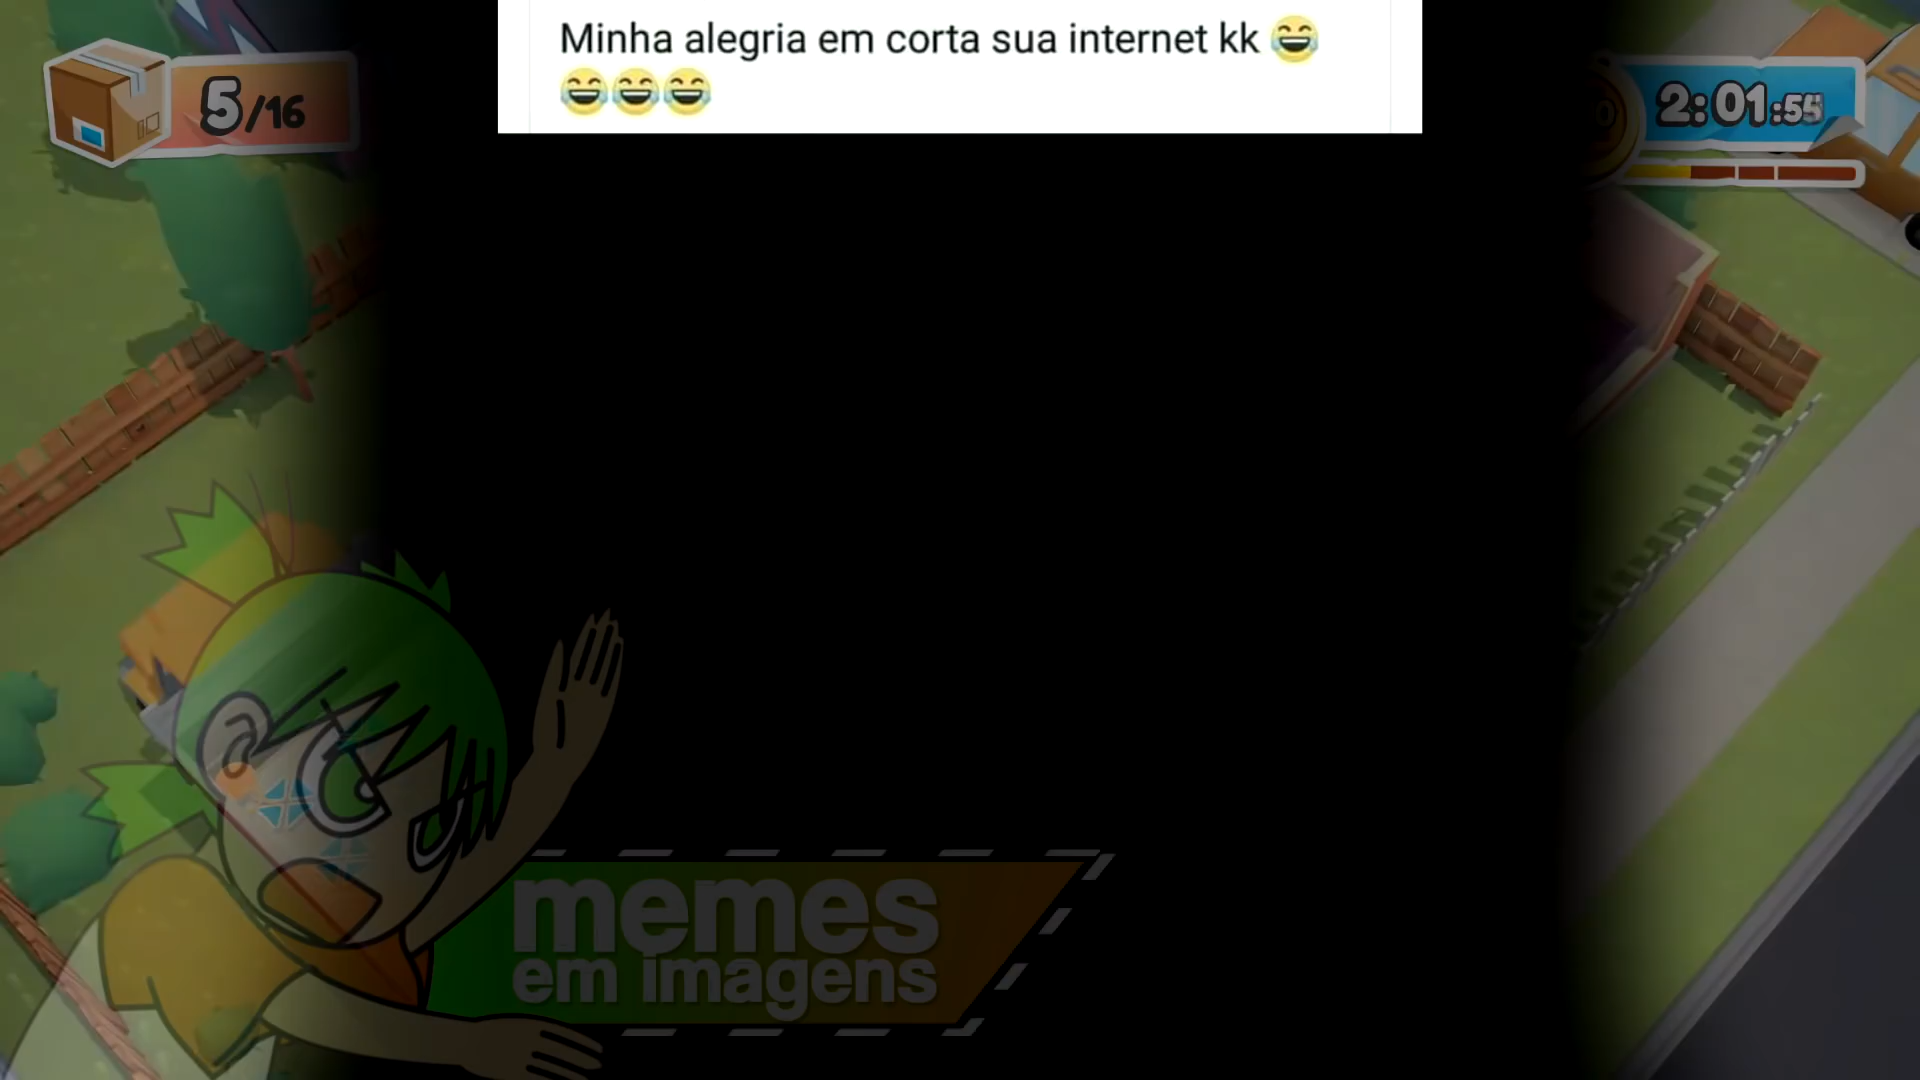 Minha alegria em corta sua internet kk 😂
😂😂😂
5/16
2:01:55
memes
em imagens